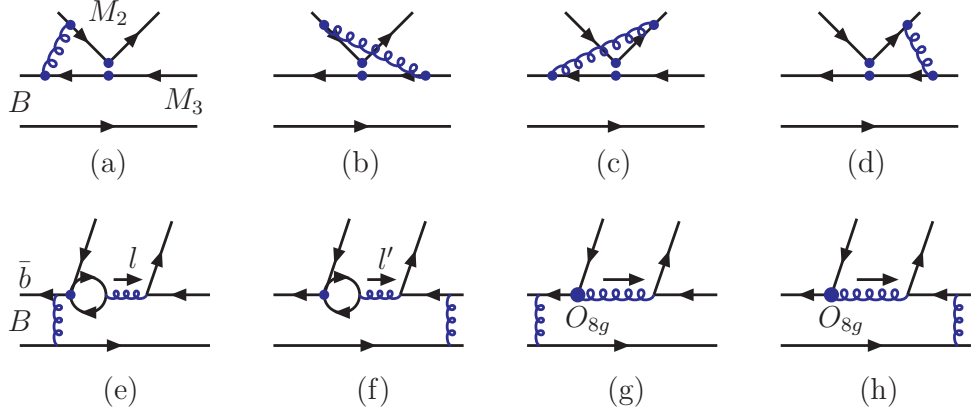 M₂
B
M₃
(a) (b) (c) (d)
b̄ l l′
B O₈g O₈g
(e) (f) (g) (h)